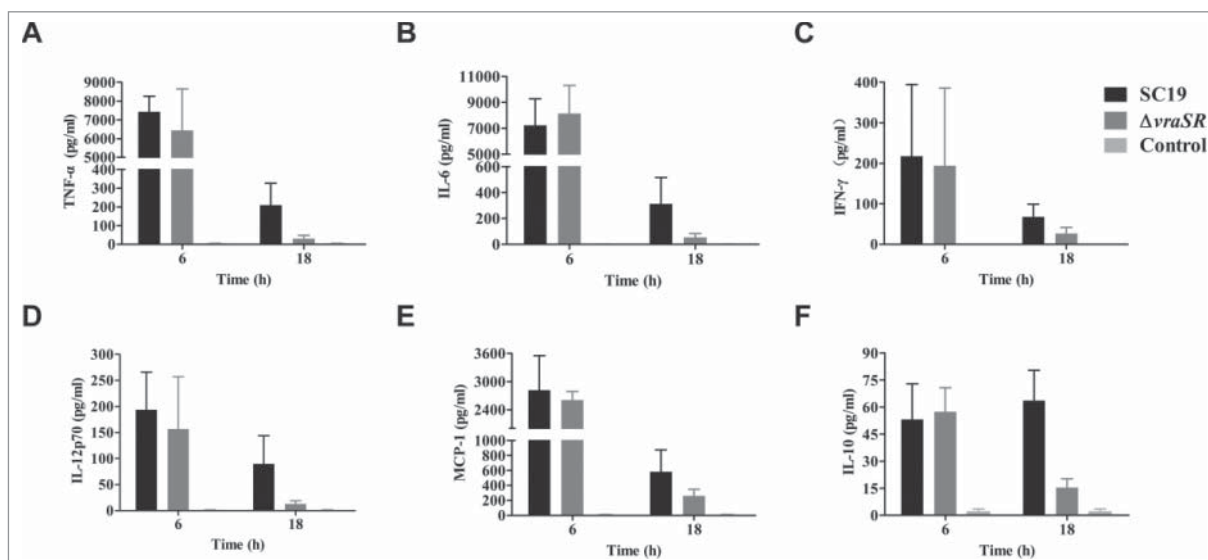 A
TNF-α (pg/ml)
9000
8000
7000
6000
5000
400
300
200
100
0
6
18
Time (h)
B
IL-6 (pg/ml)
11000
9000
7000
5000
600
400
200
0
6
18
Time (h)
C
IFN-γ (pg/ml)
400
300
200
100
0
6
18
Time (h)
SC19
ΔvraSR
Control
D
IL-12p70 (pg/ml)
300
250
200
150
100
50
0
6
18
Time (h)
E
MCP-1 (pg/ml)
3600
3000
2400
1000
800
600
400
200
0
6
18
Time (h)
F
IL-10 (pg/ml)
90
75
60
45
30
15
0
6
18
Time (h)